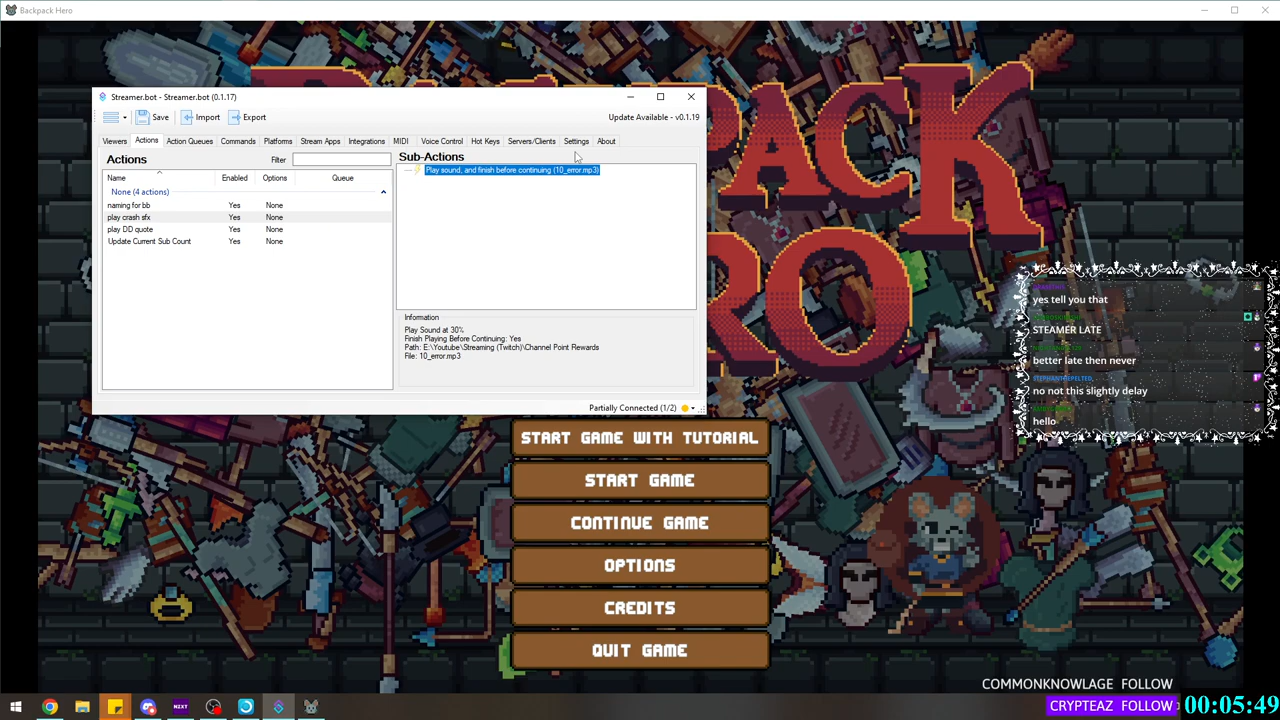 Backpack Hero
Streamer.bot - Streamer.bot (0.1.17)
Save
Import
Export
Update Available - v0.1.19
Viewers
Actions
Action Queues
Commands
Platforms
Stream Apps
Integrations
MIDI
Voice Control
Hot Keys
Servers/Clients
Settings
About
Actions
Filter
Sub-Actions
Play sound, and finish before continuing (10_error.mp3)
Name
Enabled
Options
Queue
None (4 actions)
naming for bb
Yes
None
play crash sfx
Yes
None
play DD quote
Yes
None
Update Current Sub Count
Yes
None
Information
Play Sound at 30%
Finish Playing Before Continuing: Yes
Path: E:\Youtube\Streaming (Twitch)\Channel Point Rewards
File: 10_error.mp3
Partially Connected (1/2)
PACK
RO
yes tell you that
STEAMER LATE
better late then never
no not this slightly delay
hello
START GAME WITH TUTORIAL
START GAME
CONTINUE GAME
OPTIONS
CREDITS
QUIT GAME
COMMONKNOWLAGE FOLLOW
CRYPTEAZ FOLLOW
00:05:49
NZXT